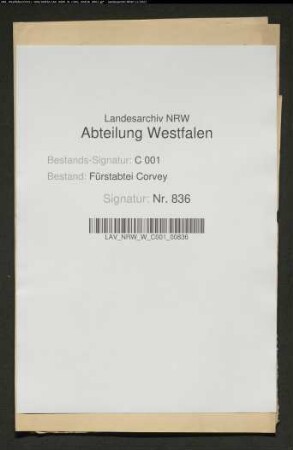 Landesarchiv NRW
Abteilung Westfalen
Bestands-Signatur: C 001
Bestand: Fürstabtei Corvey
Signatur: Nr. 836
LAV_NRW_W_C001_00836